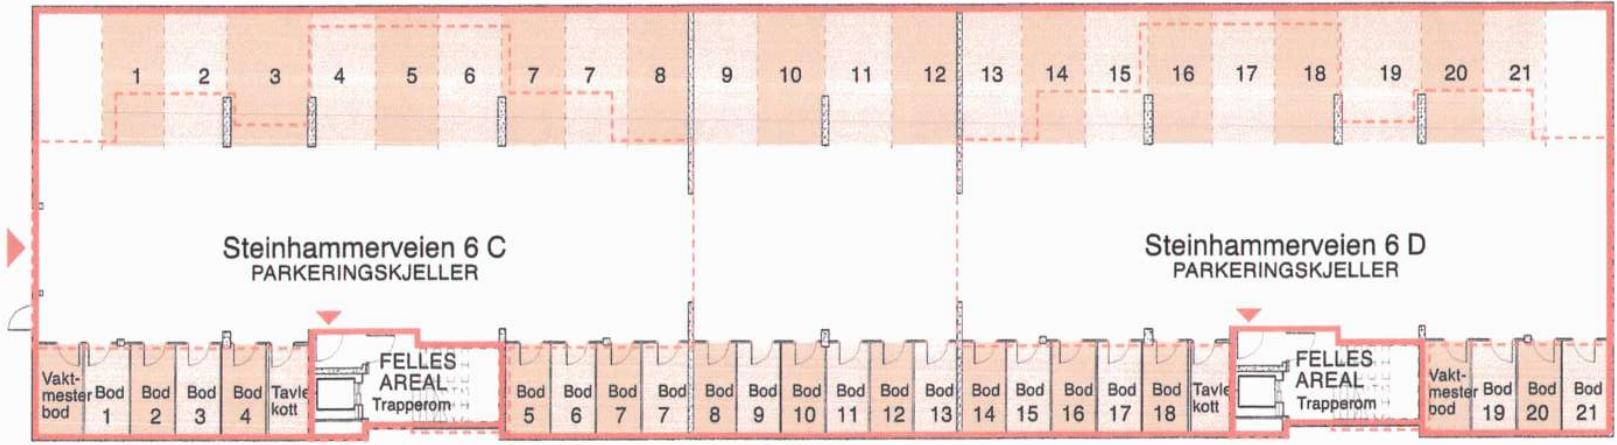 1 2 3 4 5 6 7 7 8 9 10 11 12 13 14 15 16 17 18 19 20 21
Steinhammerveien 6 C
PARKERINGSKJELLER
Steinhammerveien 6 D
PARKERINGSKJELLER
Vakt-
mester
bod
Bod
1
Bod
2
Bod
3
Bod
4
Tavle
kott
FELLES
AREAL
Trapperom
Bod
5
Bod
6
Bod
7
Bod
7
Bod
8
Bod
9
Bod
10
Bod
11
Bod
12
Bod
13
Bod
14
Bod
15
Bod
16
Bod
17
Bod
18
Tavle
kott
FELLES
AREAL
Trapperom
Vakt-
mester
bod
Bod
19
Bod
20
Bod
21